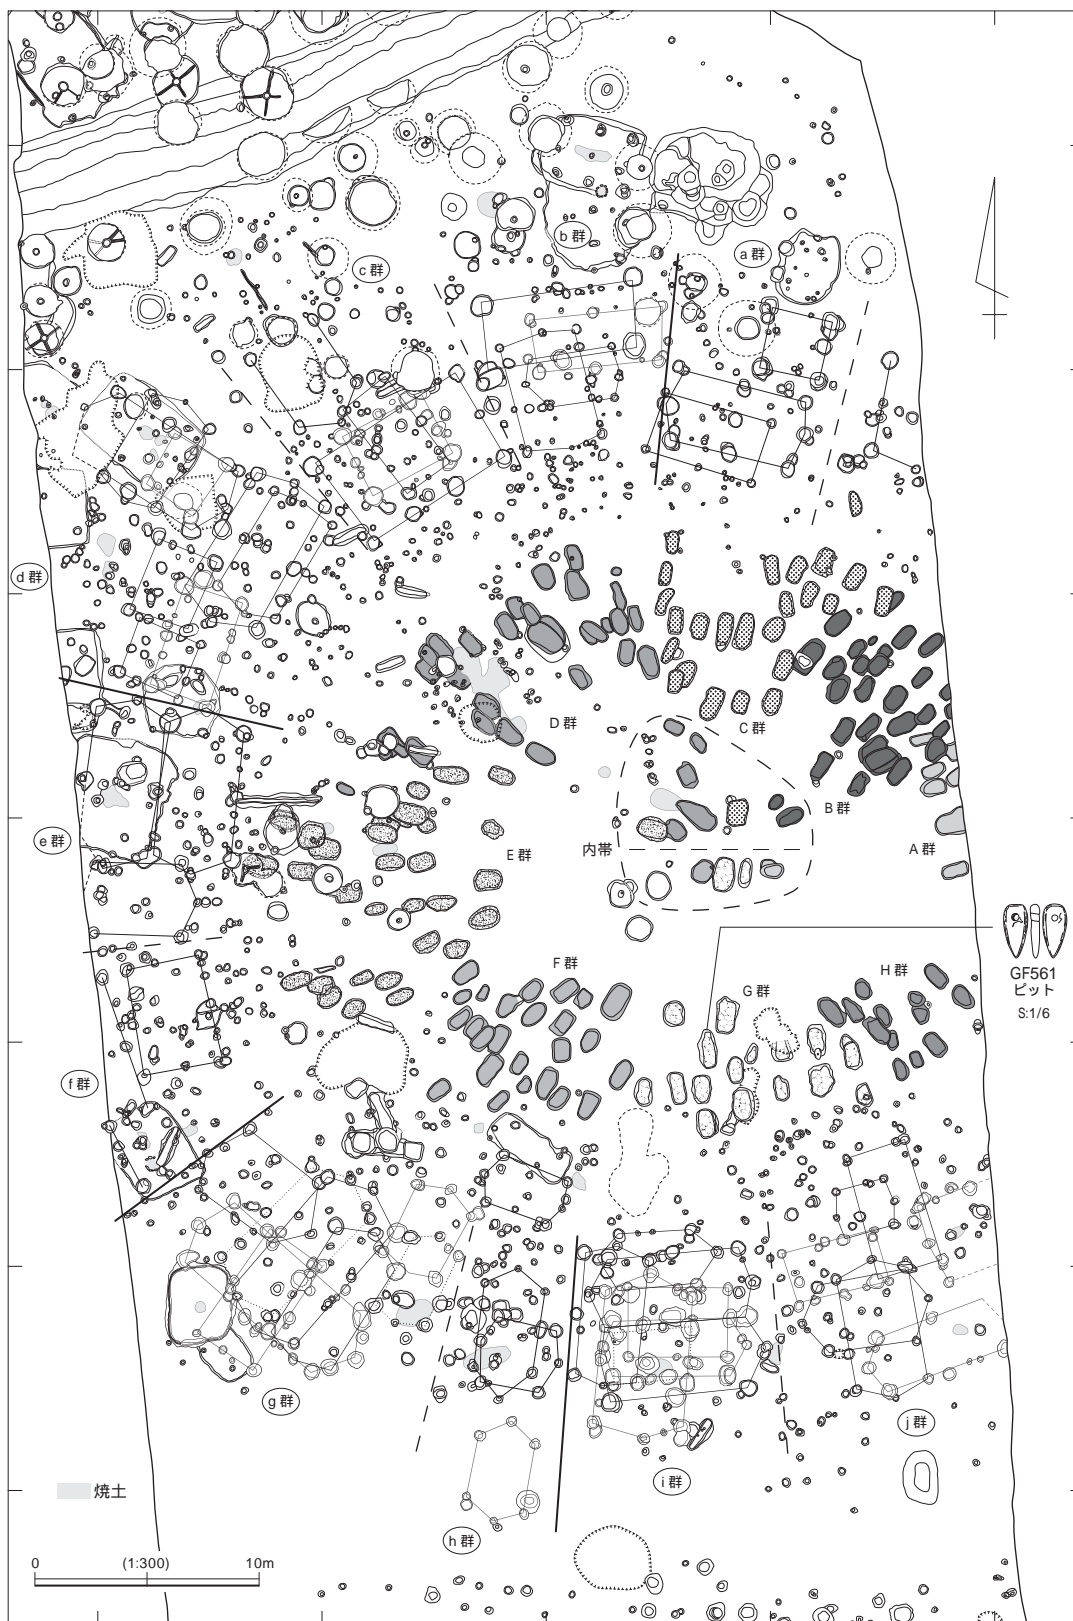 b 群
a 群
c 群
d 群
D 群
C 群
B 群
e 群
E 群
内帯
A 群
GF561
ピット
S:1/6
F 群
H 群
G 群
f 群
g 群
j 群
i 群
焼土
h 群
0 (1:300) 10m